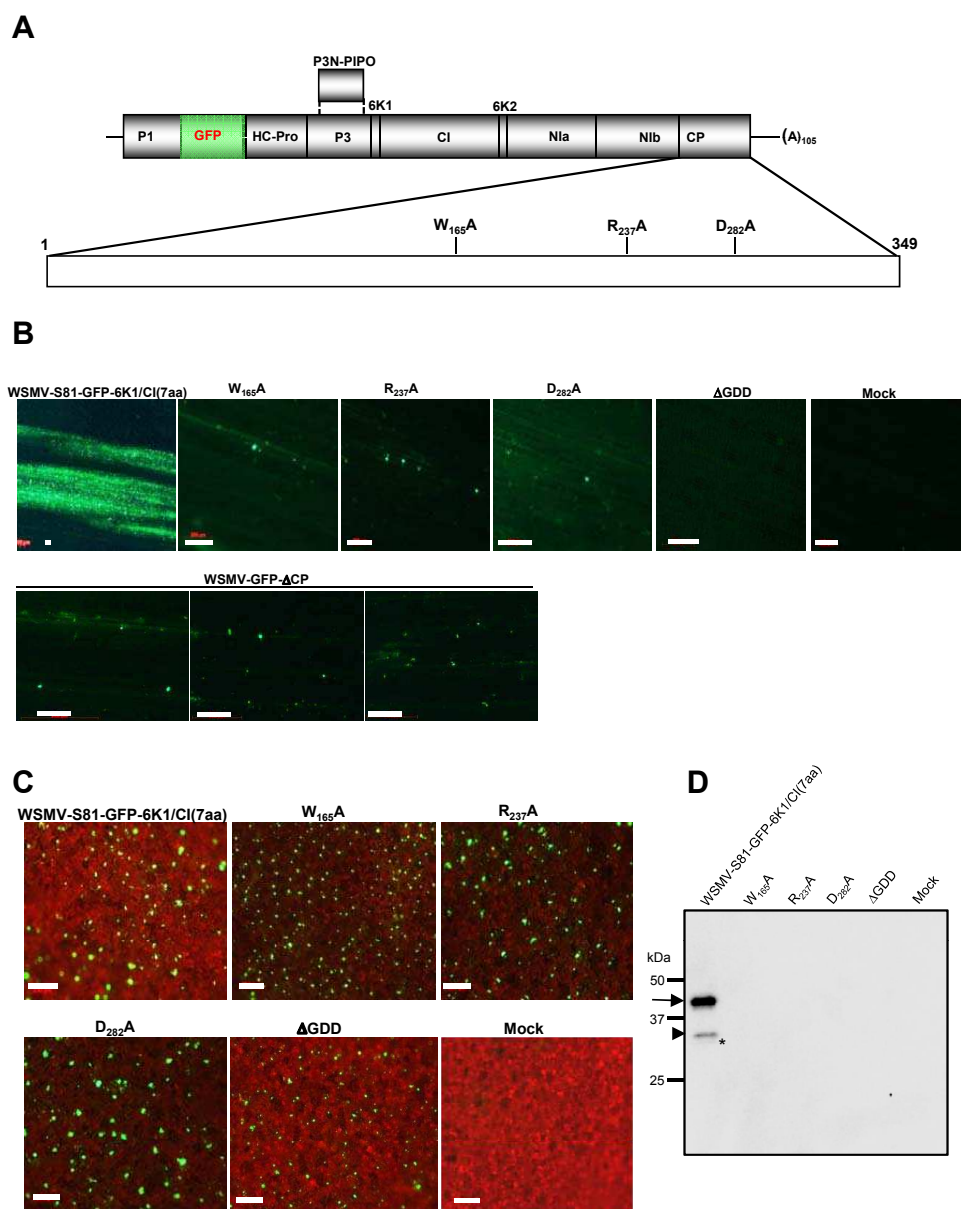 A
P3N-PIPO
6K1 6K2
P1 GFP HC-Pro P3 CI NIa NIb CP (A)105
W165A R237A D282A
1 349
B
WSMV-S81-GFP-6K1/CI(7aa) W165A R237A D282A ΔGDD Mock
WSMV-GFP-ΔCP
C
D
WSMV-S81-GFP-6K1/CI(7aa) W165A R237A
D282A ΔGDD Mock
WSMV-S81-GFP-6K1/CI(7aa) W165A R237A D282A ΔGDD Mock
kDa
50
37
*
25